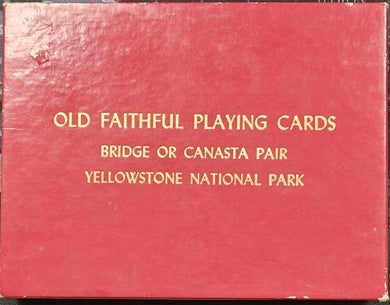 OLD FAITHFUL PLAYING CARDS
BRIDGE OR CANASTA PAIR
YELLOWSTONE NATIONAL PARK